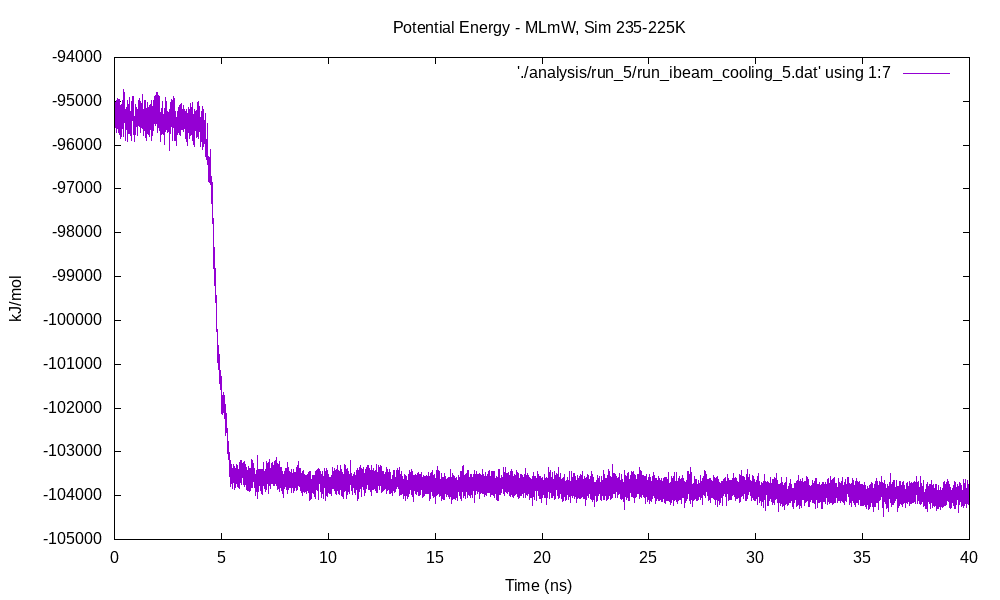 Potential Energy - MLmW, Sim 235-225K
'./analysis/run_5/run_ibeam_cooling_5.dat' using 1:7
-94000
-95000
-96000
-97000
-98000
-99000
-100000
-101000
-102000
-103000
-104000
-105000
kJ/mol
0 5 10 15 20 25 30 35 40
Time (ns)